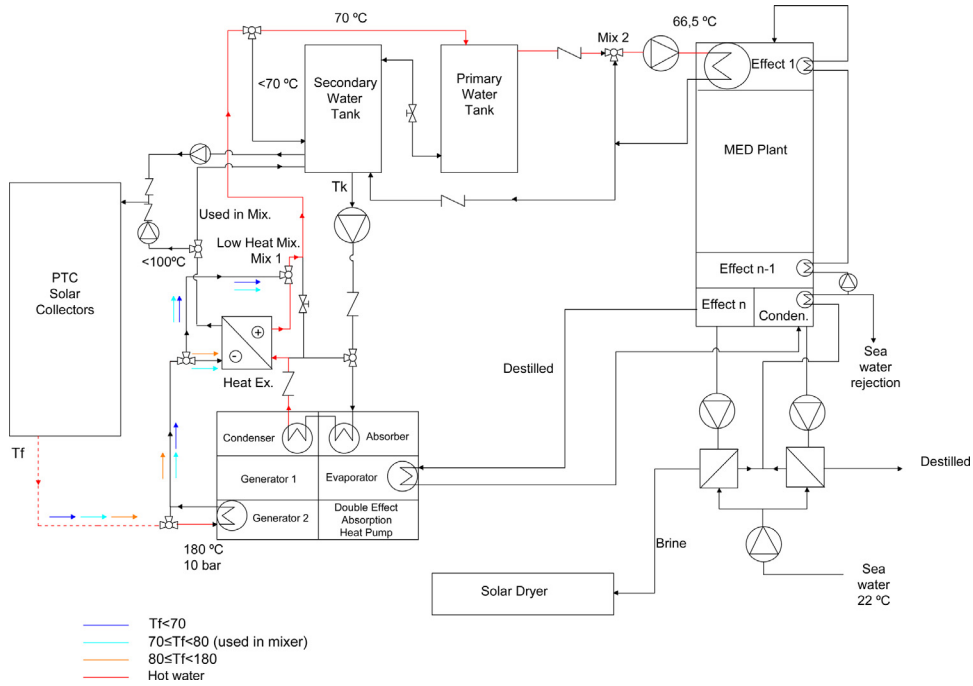 70 ºC
Mix 2
66,5 ºC
Effect 1
<70 ºC
Secondary
Water
Tank
Primary
Water
Tank
MED Plant
Tk
Used in Mix.
Low Heat Mix.
Mix 1
<100ºC
PTC
Solar
Collectors
Effect n-1
Effect n
Conden.
+
-
Heat Ex.
Destilled
Sea
water
rejection
Condenser
Absorber
Tf
Generator 1
Evaporator
Destilled
Generator 2
Double Effect
Absorption
Heat Pump
180 ºC
10 bar
Brine
Solar Dryer
Sea
water
22 ºC
Tf<70
70≤Tf<80 (used in mixer)
80≤Tf<180
Hot water